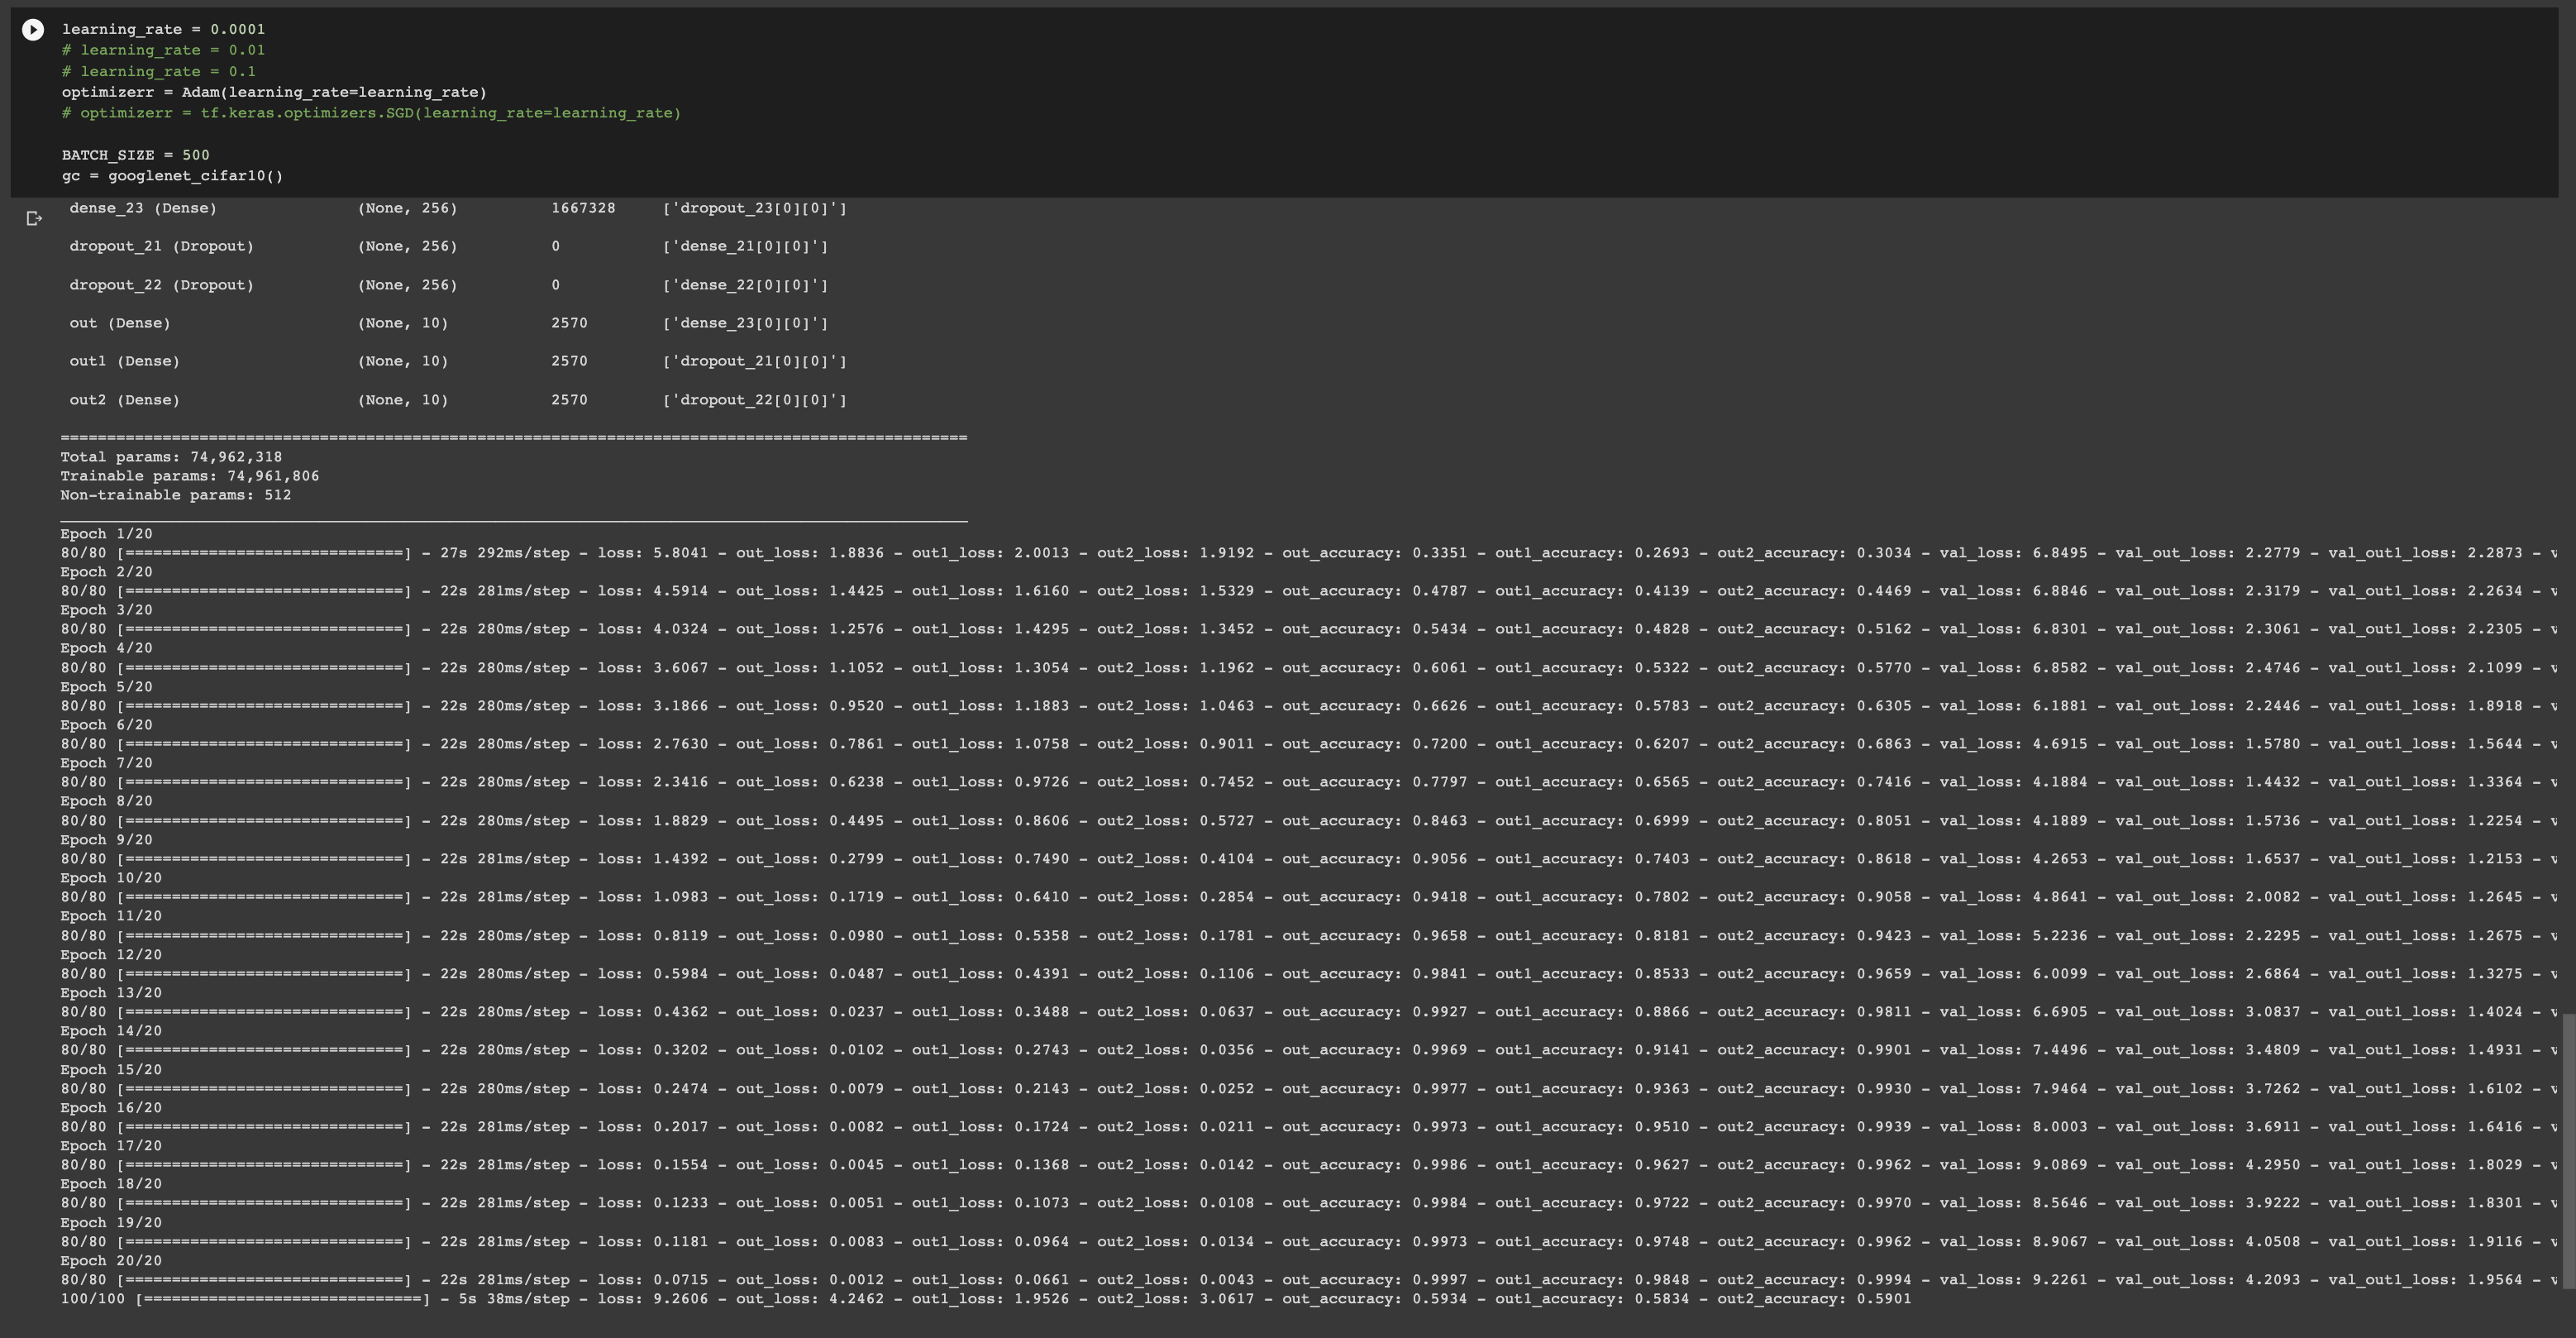 learning_rate = 0.0001
# learning_rate = 0.01
# learning_rate = 0.1
optimizerr = Adam(learning_rate=learning_rate)
# optimizerr = tf.keras.optimizers.SGD(learning_rate=learning_rate)
BATCH_SIZE = 500
gc = googlenet_cifar10()
dense_23 (Dense) (None, 256) 1667328 ['dropout_23[0][0]']
dropout_21 (Dropout) (None, 256) 0 ['dense_21[0][0]']
dropout_22 (Dropout) (None, 256) 0 ['dense_22[0][0]']
out (Dense) (None, 10) 2570 ['dense_23[0][0]']
out1 (Dense) (None, 10) 2570 ['dropout_21[0][0]']
out2 (Dense) (None, 10) 2570 ['dropout_22[0][0]']
==================================================================================================
Total params: 74,962,318
Trainable params: 74,961,806
Non-trainable params: 512
__________________________________________________________________________________________________
Epoch 1/20
80/80 [==============================] - 27s 292ms/step - loss: 5.8041 - out_loss: 1.8836 - out1_loss: 2.0013 - out2_loss: 1.9192 - out_accuracy: 0.3351 - out1_accuracy: 0.2693 - out2_accuracy: 0.3034 - val_loss: 6.8495 - val_out_loss: 2.2779 - val_out1_loss: 2.2873 - v
Epoch 2/20
80/80 [==============================] - 22s 281ms/step - loss: 4.5914 - out_loss: 1.4425 - out1_loss: 1.6160 - out2_loss: 1.5329 - out_accuracy: 0.4787 - out1_accuracy: 0.4139 - out2_accuracy: 0.4469 - val_loss: 6.8846 - val_out_loss: 2.3179 - val_out1_loss: 2.2634 - v
Epoch 3/20
80/80 [==============================] - 22s 280ms/step - loss: 4.0324 - out_loss: 1.2576 - out1_loss: 1.4295 - out2_loss: 1.3452 - out_accuracy: 0.5434 - out1_accuracy: 0.4828 - out2_accuracy: 0.5162 - val_loss: 6.8301 - val_out_loss: 2.3061 - val_out1_loss: 2.2305 - v
Epoch 4/20
80/80 [==============================] - 22s 280ms/step - loss: 3.6067 - out_loss: 1.1052 - out1_loss: 1.3054 - out2_loss: 1.1962 - out_accuracy: 0.6061 - out1_accuracy: 0.5322 - out2_accuracy: 0.5770 - val_loss: 6.8582 - val_out_loss: 2.4746 - val_out1_loss: 2.1099 - v
Epoch 5/20
80/80 [==============================] - 22s 280ms/step - loss: 3.1866 - out_loss: 0.9520 - out1_loss: 1.1883 - out2_loss: 1.0463 - out_accuracy: 0.6626 - out1_accuracy: 0.5783 - out2_accuracy: 0.6305 - val_loss: 6.1881 - val_out_loss: 2.2446 - val_out1_loss: 1.8918 - v
Epoch 6/20
80/80 [==============================] - 22s 280ms/step - loss: 2.7630 - out_loss: 0.7861 - out1_loss: 1.0758 - out2_loss: 0.9011 - out_accuracy: 0.7200 - out1_accuracy: 0.6207 - out2_accuracy: 0.6863 - val_loss: 4.6915 - val_out_loss: 1.5780 - val_out1_loss: 1.5644 - v
Epoch 7/20
80/80 [==============================] - 22s 280ms/step - loss: 2.3416 - out_loss: 0.6238 - out1_loss: 0.9726 - out2_loss: 0.7452 - out_accuracy: 0.7797 - out1_accuracy: 0.6565 - out2_accuracy: 0.7416 - val_loss: 4.1884 - val_out_loss: 1.4432 - val_out1_loss: 1.3364 - v
Epoch 8/20
80/80 [==============================] - 22s 280ms/step - loss: 1.8829 - out_loss: 0.4495 - out1_loss: 0.8606 - out2_loss: 0.5727 - out_accuracy: 0.8463 - out1_accuracy: 0.6999 - out2_accuracy: 0.8051 - val_loss: 4.1889 - val_out_loss: 1.5736 - val_out1_loss: 1.2254 - v
Epoch 9/20
80/80 [==============================] - 22s 281ms/step - loss: 1.4392 - out_loss: 0.2799 - out1_loss: 0.7490 - out2_loss: 0.4104 - out_accuracy: 0.9056 - out1_accuracy: 0.7403 - out2_accuracy: 0.8618 - val_loss: 4.2653 - val_out_loss: 1.6537 - val_out1_loss: 1.2153 - v
Epoch 10/20
80/80 [==============================] - 22s 281ms/step - loss: 1.0983 - out_loss: 0.1719 - out1_loss: 0.6410 - out2_loss: 0.2854 - out_accuracy: 0.9418 - out1_accuracy: 0.7802 - out2_accuracy: 0.9058 - val_loss: 4.8641 - val_out_loss: 2.0082 - val_out1_loss: 1.2645 - v
Epoch 11/20
80/80 [==============================] - 22s 280ms/step - loss: 0.8119 - out_loss: 0.0980 - out1_loss: 0.5358 - out2_loss: 0.1781 - out_accuracy: 0.9658 - out1_accuracy: 0.8181 - out2_accuracy: 0.9423 - val_loss: 5.2236 - val_out_loss: 2.2295 - val_out1_loss: 1.2675 - v
Epoch 12/20
80/80 [==============================] - 22s 280ms/step - loss: 0.5984 - out_loss: 0.0487 - out1_loss: 0.4391 - out2_loss: 0.1106 - out_accuracy: 0.9841 - out1_accuracy: 0.8533 - out2_accuracy: 0.9659 - val_loss: 6.0099 - val_out_loss: 2.6864 - val_out1_loss: 1.3275 - v
Epoch 13/20
80/80 [==============================] - 22s 280ms/step - loss: 0.4362 - out_loss: 0.0237 - out1_loss: 0.3488 - out2_loss: 0.0637 - out_accuracy: 0.9927 - out1_accuracy: 0.8866 - out2_accuracy: 0.9811 - val_loss: 6.6905 - val_out_loss: 3.0837 - val_out1_loss: 1.4024 - v
Epoch 14/20
80/80 [==============================] - 22s 280ms/step - loss: 0.3202 - out_loss: 0.0102 - out1_loss: 0.2743 - out2_loss: 0.0356 - out_accuracy: 0.9969 - out1_accuracy: 0.9141 - out2_accuracy: 0.9901 - val_loss: 7.4496 - val_out_loss: 3.4809 - val_out1_loss: 1.4931 - v
Epoch 15/20
80/80 [==============================] - 22s 280ms/step - loss: 0.2474 - out_loss: 0.0079 - out1_loss: 0.2143 - out2_loss: 0.0252 - out_accuracy: 0.9977 - out1_accuracy: 0.9363 - out2_accuracy: 0.9930 - val_loss: 7.9464 - val_out_loss: 3.7262 - val_out1_loss: 1.6102 - v
Epoch 16/20
80/80 [==============================] - 22s 281ms/step - loss: 0.2017 - out_loss: 0.0082 - out1_loss: 0.1724 - out2_loss: 0.0211 - out_accuracy: 0.9973 - out1_accuracy: 0.9510 - out2_accuracy: 0.9939 - val_loss: 8.0003 - val_out_loss: 3.6911 - val_out1_loss: 1.6416 - v
Epoch 17/20
80/80 [==============================] - 22s 281ms/step - loss: 0.1554 - out_loss: 0.0045 - out1_loss: 0.1368 - out2_loss: 0.0142 - out_accuracy: 0.9986 - out1_accuracy: 0.9627 - out2_accuracy: 0.9962 - val_loss: 9.0869 - val_out_loss: 4.2950 - val_out1_loss: 1.8029 - v
Epoch 18/20
80/80 [==============================] - 22s 281ms/step - loss: 0.1233 - out_loss: 0.0051 - out1_loss: 0.1073 - out2_loss: 0.0108 - out_accuracy: 0.9984 - out1_accuracy: 0.9722 - out2_accuracy: 0.9970 - val_loss: 8.5646 - val_out_loss: 3.9222 - val_out1_loss: 1.8301 - v
Epoch 19/20
80/80 [==============================] - 22s 281ms/step - loss: 0.1181 - out_loss: 0.0083 - out1_loss: 0.0964 - out2_loss: 0.0134 - out_accuracy: 0.9973 - out1_accuracy: 0.9748 - out2_accuracy: 0.9962 - val_loss: 8.9067 - val_out_loss: 4.0508 - val_out1_loss: 1.9116 - v
Epoch 20/20
80/80 [==============================] - 22s 281ms/step - loss: 0.0715 - out_loss: 0.0012 - out1_loss: 0.0661 - out2_loss: 0.0043 - out_accuracy: 0.9997 - out1_accuracy: 0.9848 - out2_accuracy: 0.9994 - val_loss: 9.2261 - val_out_loss: 4.2093 - val_out1_loss: 1.9564 - v
100/100 [==============================] - 5s 38ms/step - loss: 9.2606 - out_loss: 4.2462 - out1_loss: 1.9526 - out2_loss: 3.0617 - out_accuracy: 0.5934 - out1_accuracy: 0.5834 - out2_accuracy: 0.5901